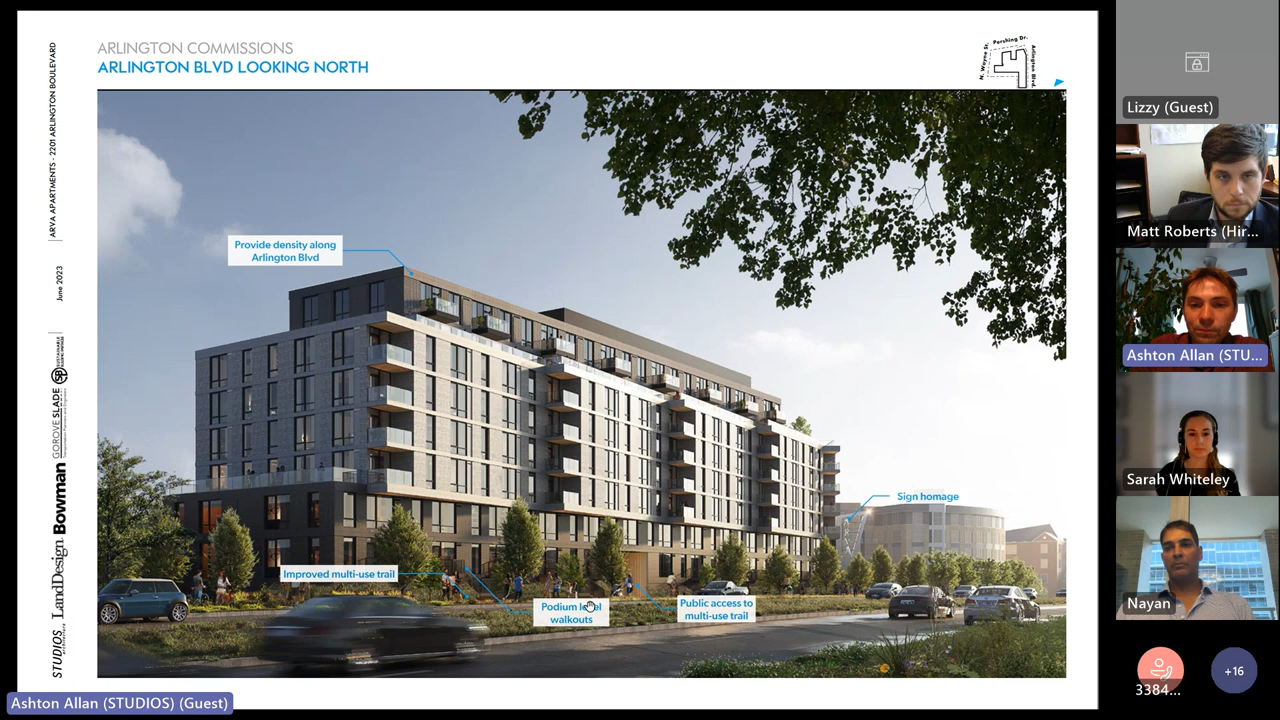 ARLINGTON COMMISSIONS
ARLINGTON BLVD LOOKING NORTH
N. Wayne St.
Pershing Dr.
Arlington Blvd.
ARVA APARTMENTS - 2201 ARLINGTON BOULEVARD
June 2023
GOROVE SLADE
Bowman
LandDesign
STUDIOS
Provide density along
Arlington Blvd
Sign homage
Improved multi-use trail
Podium level
walkouts
Public access to
multi-use trail
Ashton Allan (STUDIOS) (Guest)
Lizzy (Guest)
Matt Roberts (Hir...
Ashton Allan (STU...
Sarah Whiteley
Nayan
3384...
+16